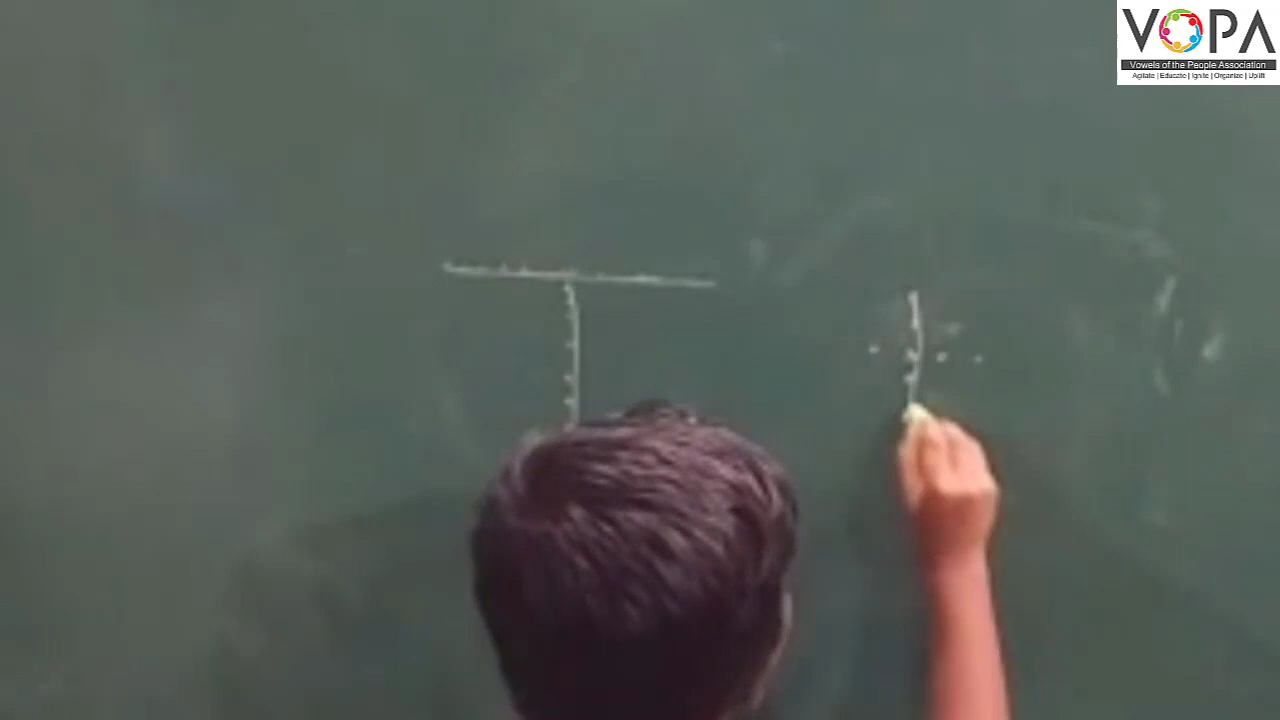 VOPA
Vowels of the People Association
Agitate | Educate | Ignite | Organize | Uplift
T